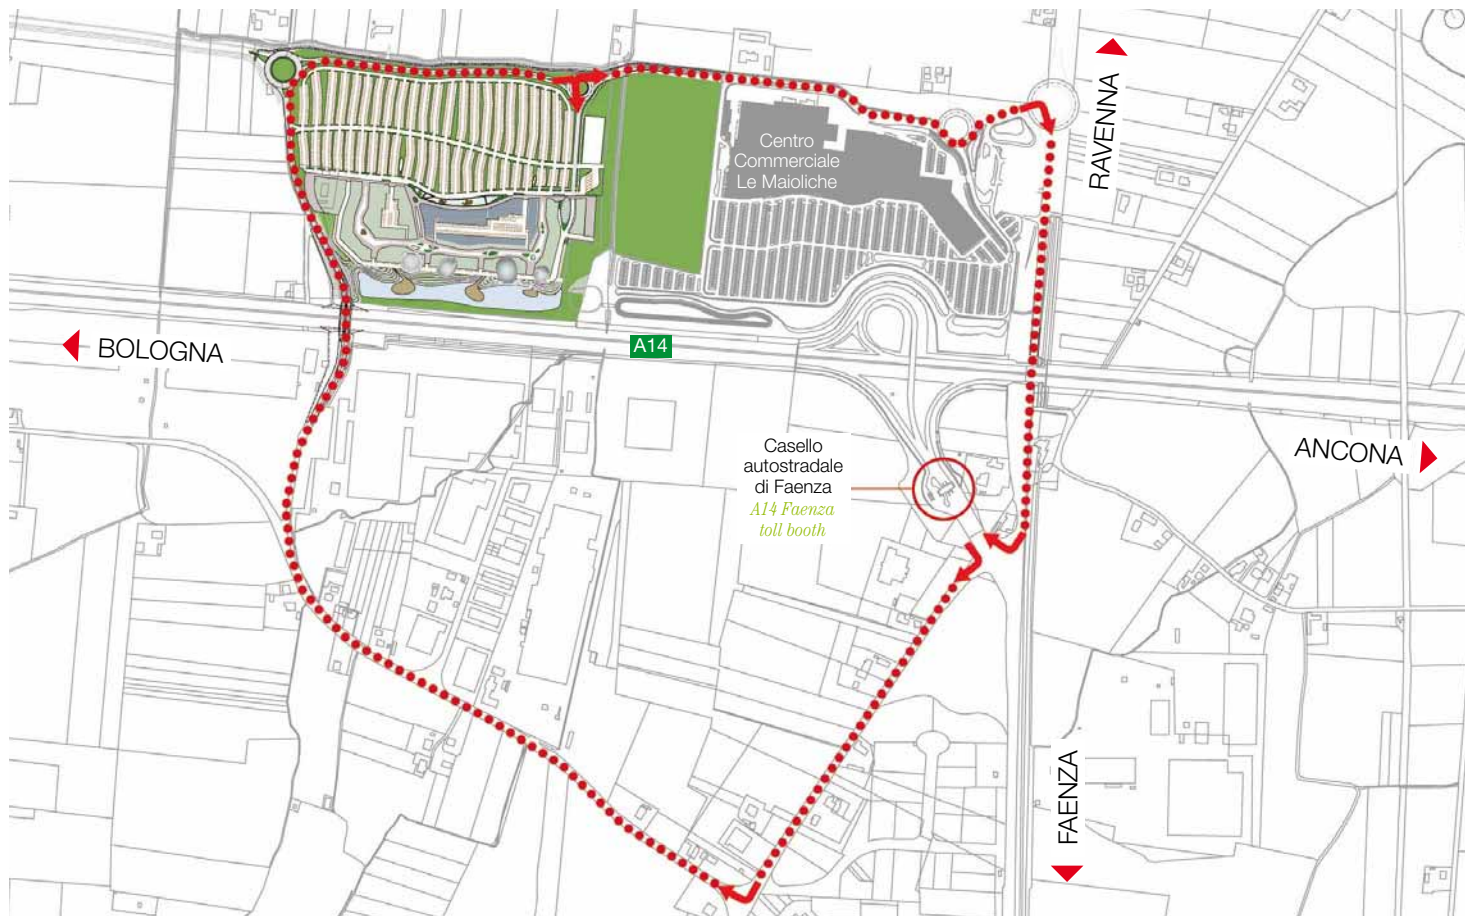 RAVENNA
Centro
Commerciale
Le Maioliche
A14
BOLOGNA
ANCONA
Casello
autostradale
di Faenza
A14 Faenza
toll booth
FAENZA